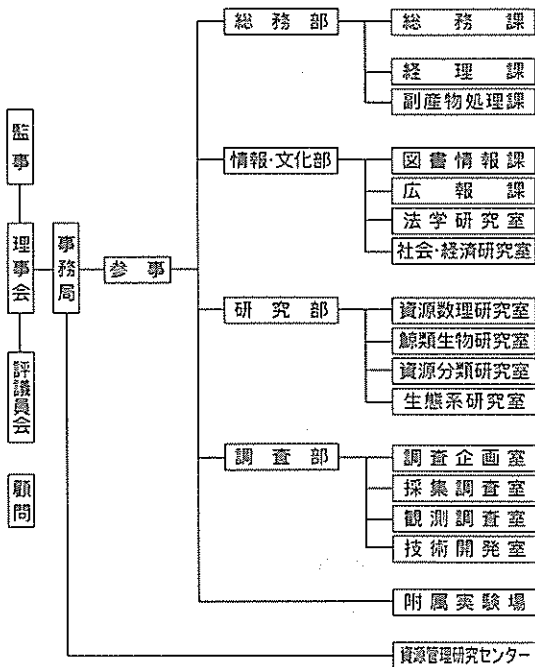 監事
理事会
評議員会
顧問
事務局
参事
総務部
総務課
経理課
副産物処理課
情報・文化部
図書情報課
広報課
法学研究室
社会・経済研究室
研究部
資源数理研究室
鯨類生物研究室
資源分類研究室
生態系研究室
調査部
調査企画室
採集調査室
観測調査室
技術開発室
附属実験場
資源管理研究センター